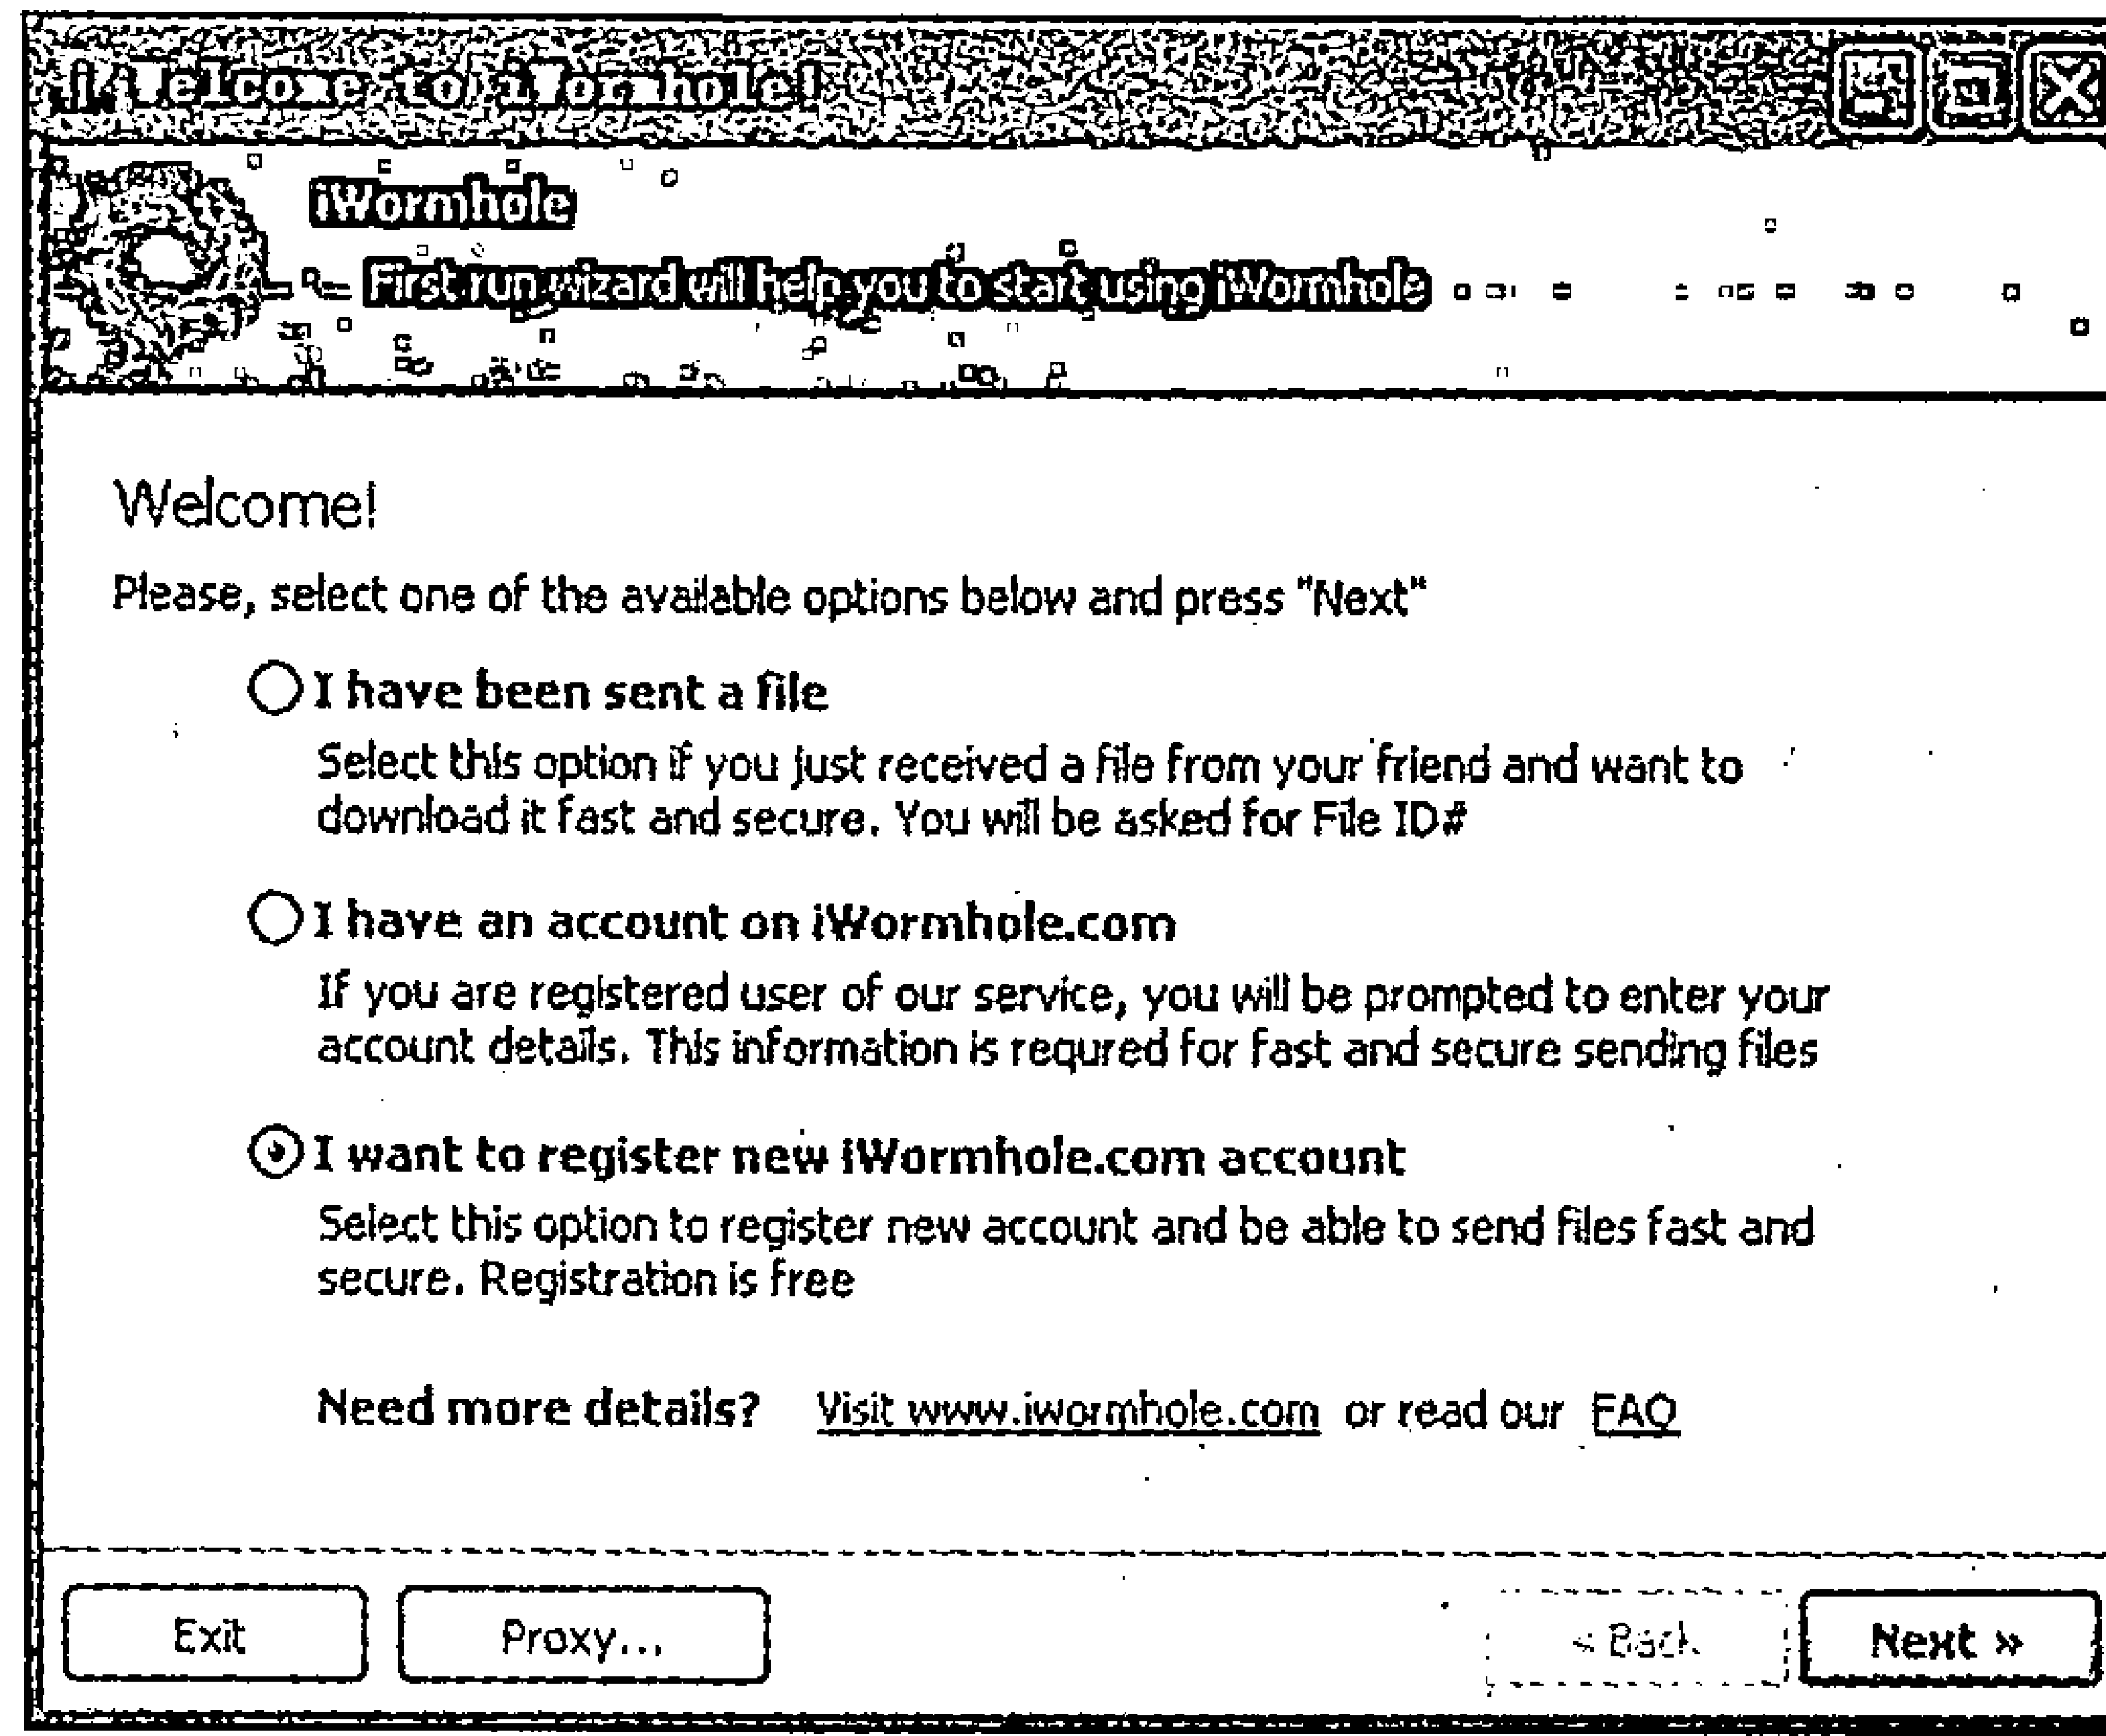 Welcome to iWormhole!
iWormhole
First run wizard will help you to start using iWormhole
Welcome!
Please, select one of the available options below and press "Next"
I have been sent a file
Select this option if you just received a file from your friend and want to
download it fast and secure. You will be asked for File ID#
I have an account on iWormhole.com
If you are registered user of our service, you will be prompted to enter your
account details. This information is requred for fast and secure sending files
I want to register new iWormhole.com account
Select this option to register new account and be able to send files fast and
secure. Registration is free
Need more details? Visit www.iwormhole.com or read our FAQ
Exit Proxy... < Back Next »